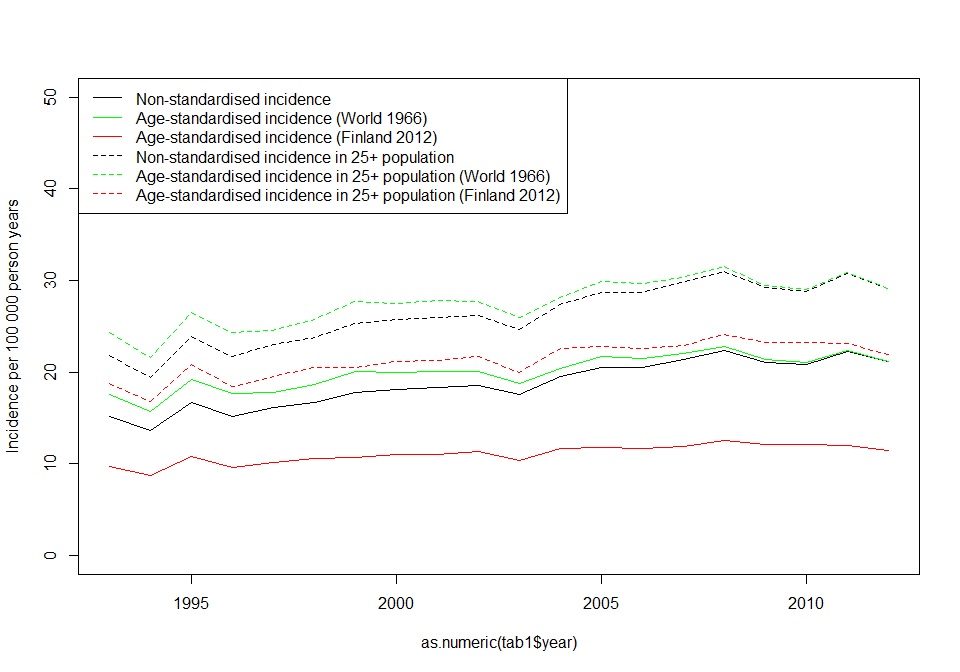 50
40
30
20
10
0
Incidence per 100 000 person years
Non-standardised incidence
Age-standardised incidence (World 1966)
Age-standardised incidence (Finland 2012)
Non-standardised incidence in 25+ population
Age-standardised incidence in 25+ population (World 1966)
Age-standardised incidence in 25+ population (Finland 2012)
1995 2000 2005 2010
as.numeric(tab1$year)